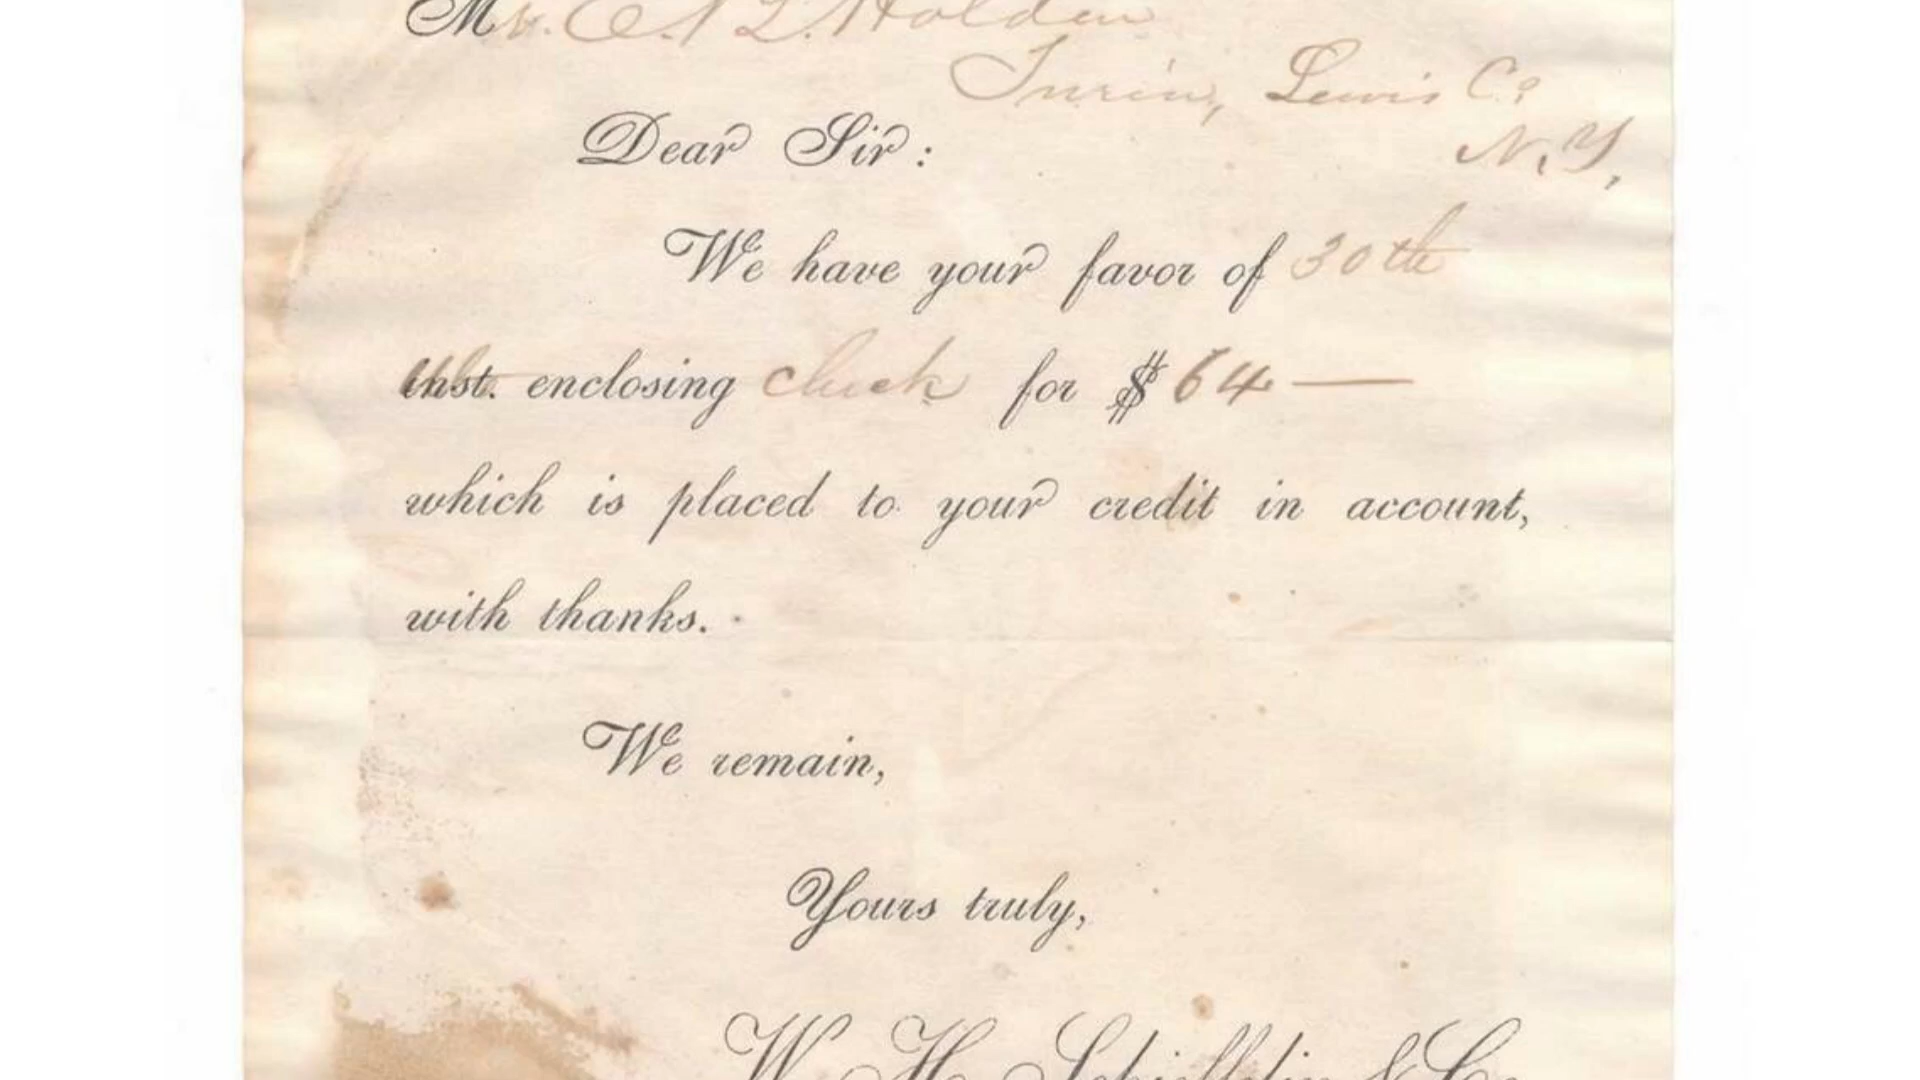 Mr. A. L. Holden
Turin, Lewis Co
N.Y,
Dear Sir:
We have your favor of 30th
inst. enclosing check for $64—
which is placed to your credit in account,
with thanks.
We remain,
Yours truly,
W. H. Schieffelin & Co